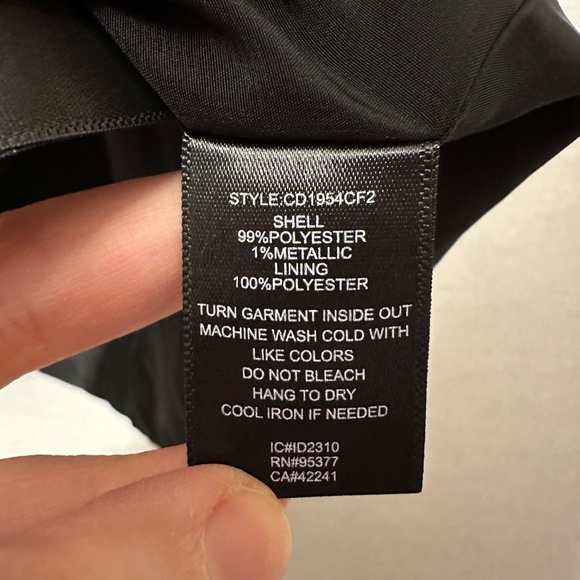 STYLE:CD1954CF2
SHELL
99%POLYESTER
1%METALLIC
LINING
100%POLYESTER
TURN GARMENT INSIDE OUT
MACHINE WASH COLD WITH
LIKE COLORS
DO NOT BLEACH
HANG TO DRY
COOL IRON IF NEEDED
IC#ID2310
RN#95377
CA#42241